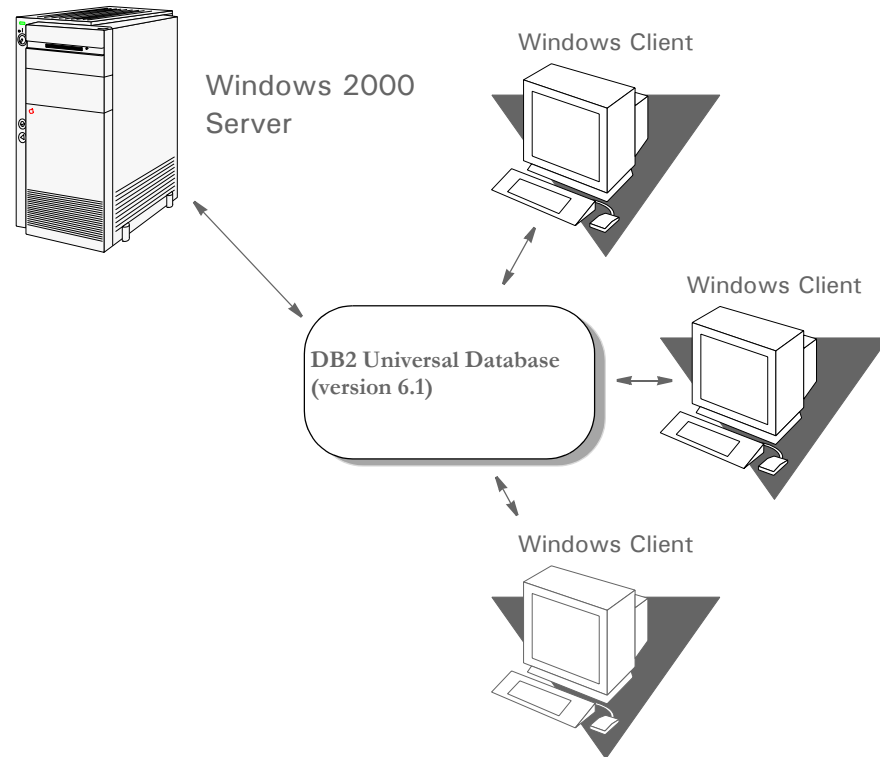 Windows Client
Windows 2000
Server
Windows Client
DB2 Universal Database
(version 6.1)
Windows Client